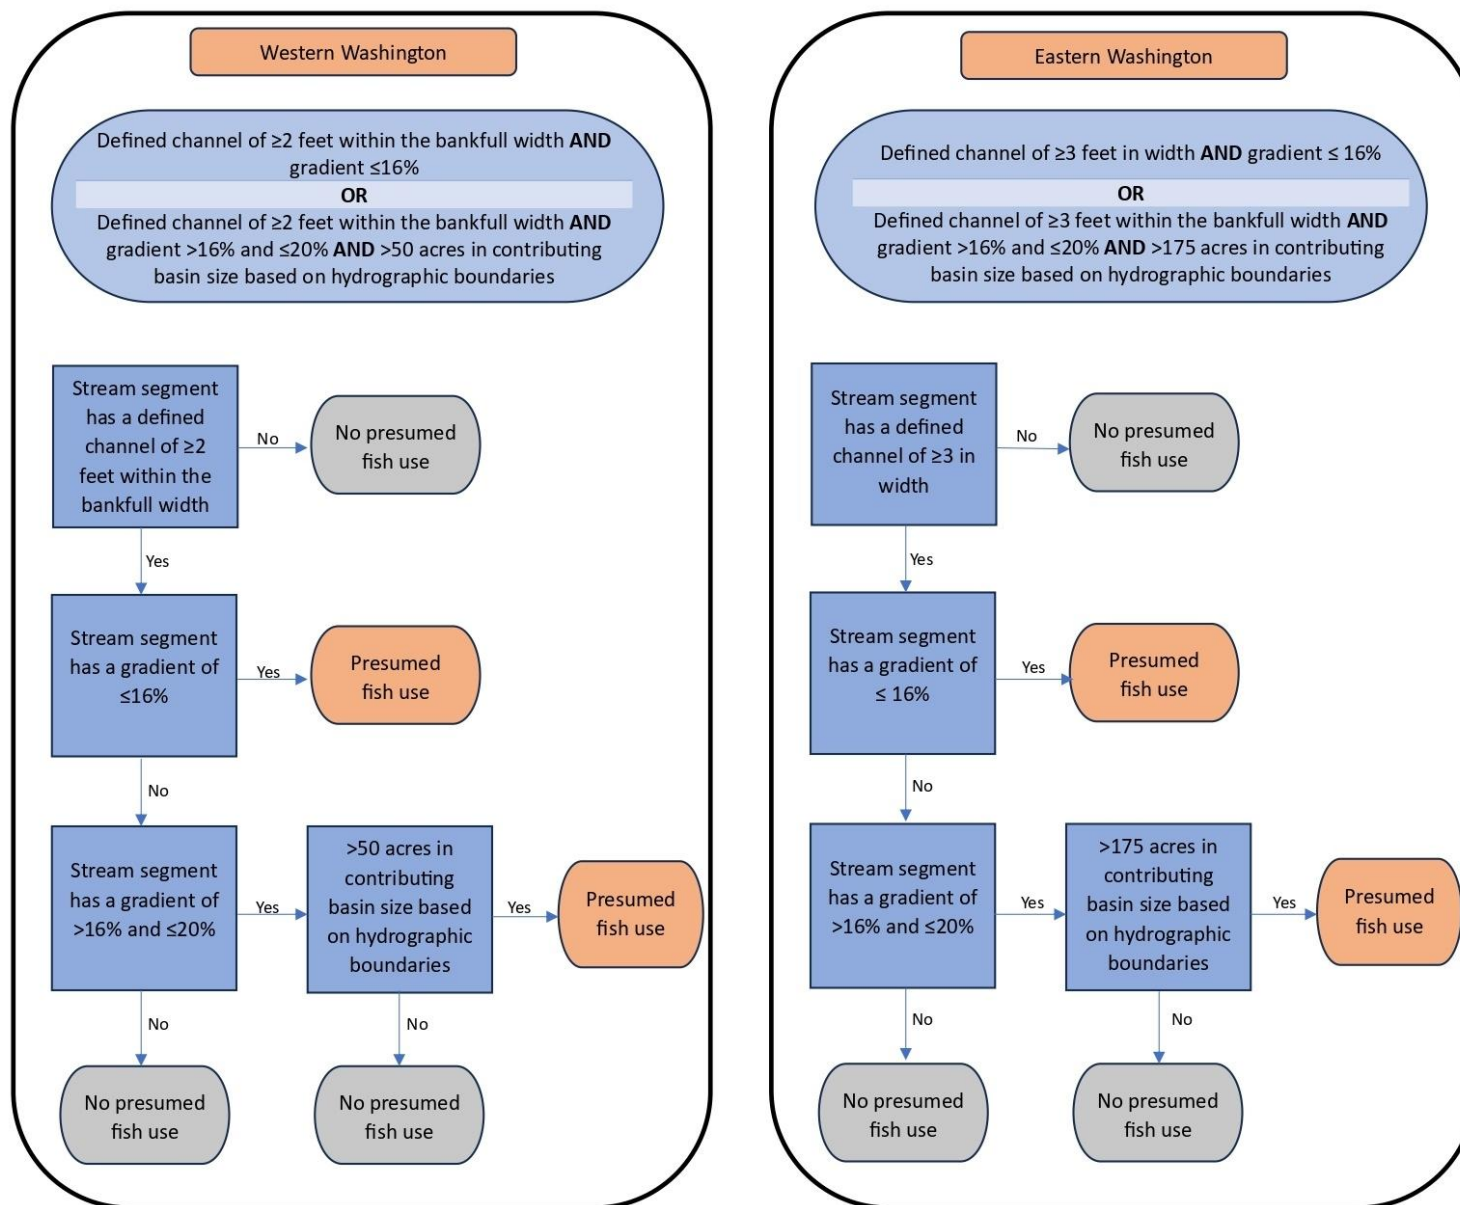 Western Washington
Defined channel of ≥2 feet within the bankfull width AND
gradient ≤16%
OR
Defined channel of ≥2 feet within the bankfull width AND
gradient >16% and ≤20% AND >50 acres in contributing
basin size based on hydrographic boundaries
Stream segment
has a defined
channel of ≥2
feet within the
bankfull width
No
No presumed
fish use
Yes
Stream segment
has a gradient of
≤16%
Yes
Presumed
fish use
No
Stream segment
has a gradient of
>16% and ≤20%
Yes
>50 acres in
contributing
basin size based
on hydrographic
boundaries
Yes
Presumed
fish use
No
No presumed
fish use
No
No presumed
fish use
Eastern Washington
Defined channel of ≥3 feet in width AND gradient ≤ 16%
OR
Defined channel of ≥3 feet within the bankfull width AND
gradient >16% and ≤20% AND >175 acres in contributing
basin size based on hydrographic boundaries
Stream segment
has a defined
channel of ≥3 in
width
No
No presumed
fish use
Yes
Stream segment
has a gradient of
≤ 16%
Yes
Presumed
fish use
No
Stream segment
has a gradient of
>16% and ≤20%
Yes
>175 acres in
contributing
basin size based
on hydrographic
boundaries
Yes
Presumed
fish use
No
No presumed
fish use
No
No presumed
fish use